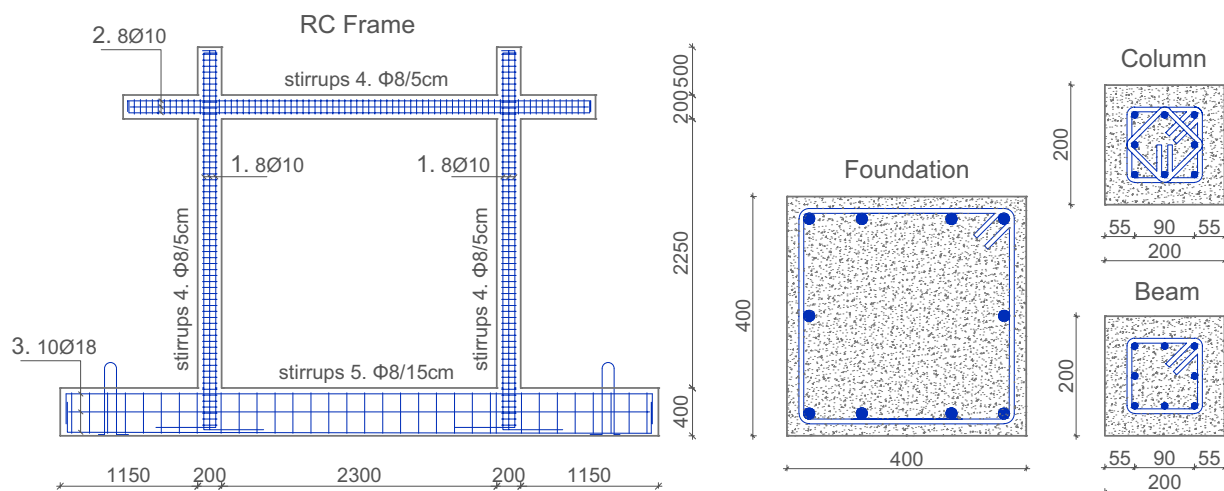 RC Frame
2. 8Ø10
stirrups 4. Φ8/5cm
1. 8Ø10
1. 8Ø10
stirrups 4. Φ8/5cm
stirrups 4. Φ8/5cm
3. 10Ø18
stirrups 5. Φ8/15cm
500
200
2250
400
1150
200
2300
200
1150
Foundation
400
400
Column
200
55
90
55
200
Beam
200
55
90
55
200